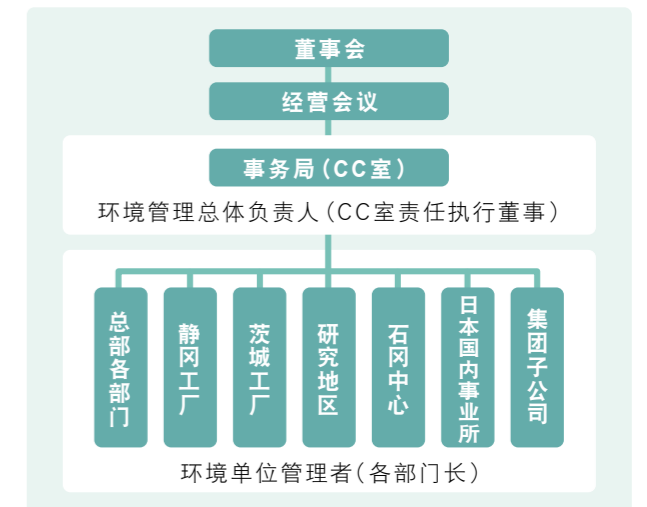 董事会
经营会议
事务局（CC室）
环境管理总体负责人（CC室责任执行董事）
总部各部门
静冈工厂
茨城工厂
研究地区
石冈中心
日本国内事业所
集团子公司
环境单位管理者（各部门长）